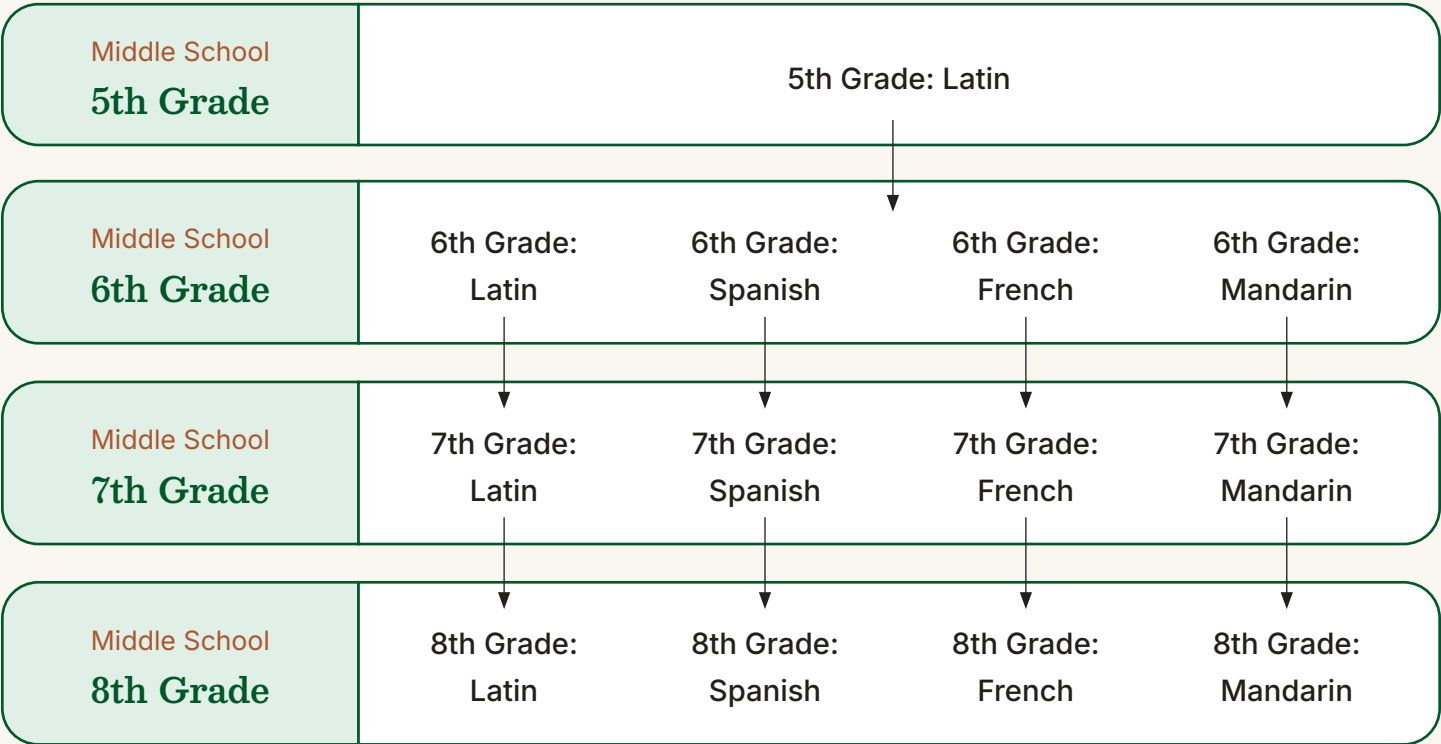 Middle School
5th Grade
5th Grade: Latin
Middle School
6th Grade
6th Grade:
Latin
6th Grade:
Spanish
6th Grade:
French
6th Grade:
Mandarin
Middle School
7th Grade
7th Grade:
Latin
7th Grade:
Spanish
7th Grade:
French
7th Grade:
Mandarin
Middle School
8th Grade
8th Grade:
Latin
8th Grade:
Spanish
8th Grade:
French
8th Grade:
Mandarin